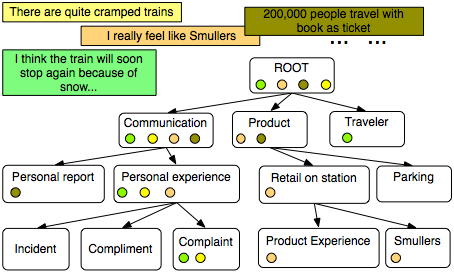 There are quite cramped trains
200,000 people travel with
book as ticket
I really feel like Smullers
... ...
I think the train will soon
stop again because of
snow...
ROOT
Communication
Product
Traveler
Personal report
Personal experience
Retail on station
Parking
Incident
Compliment
Complaint
Product Experience
Smullers